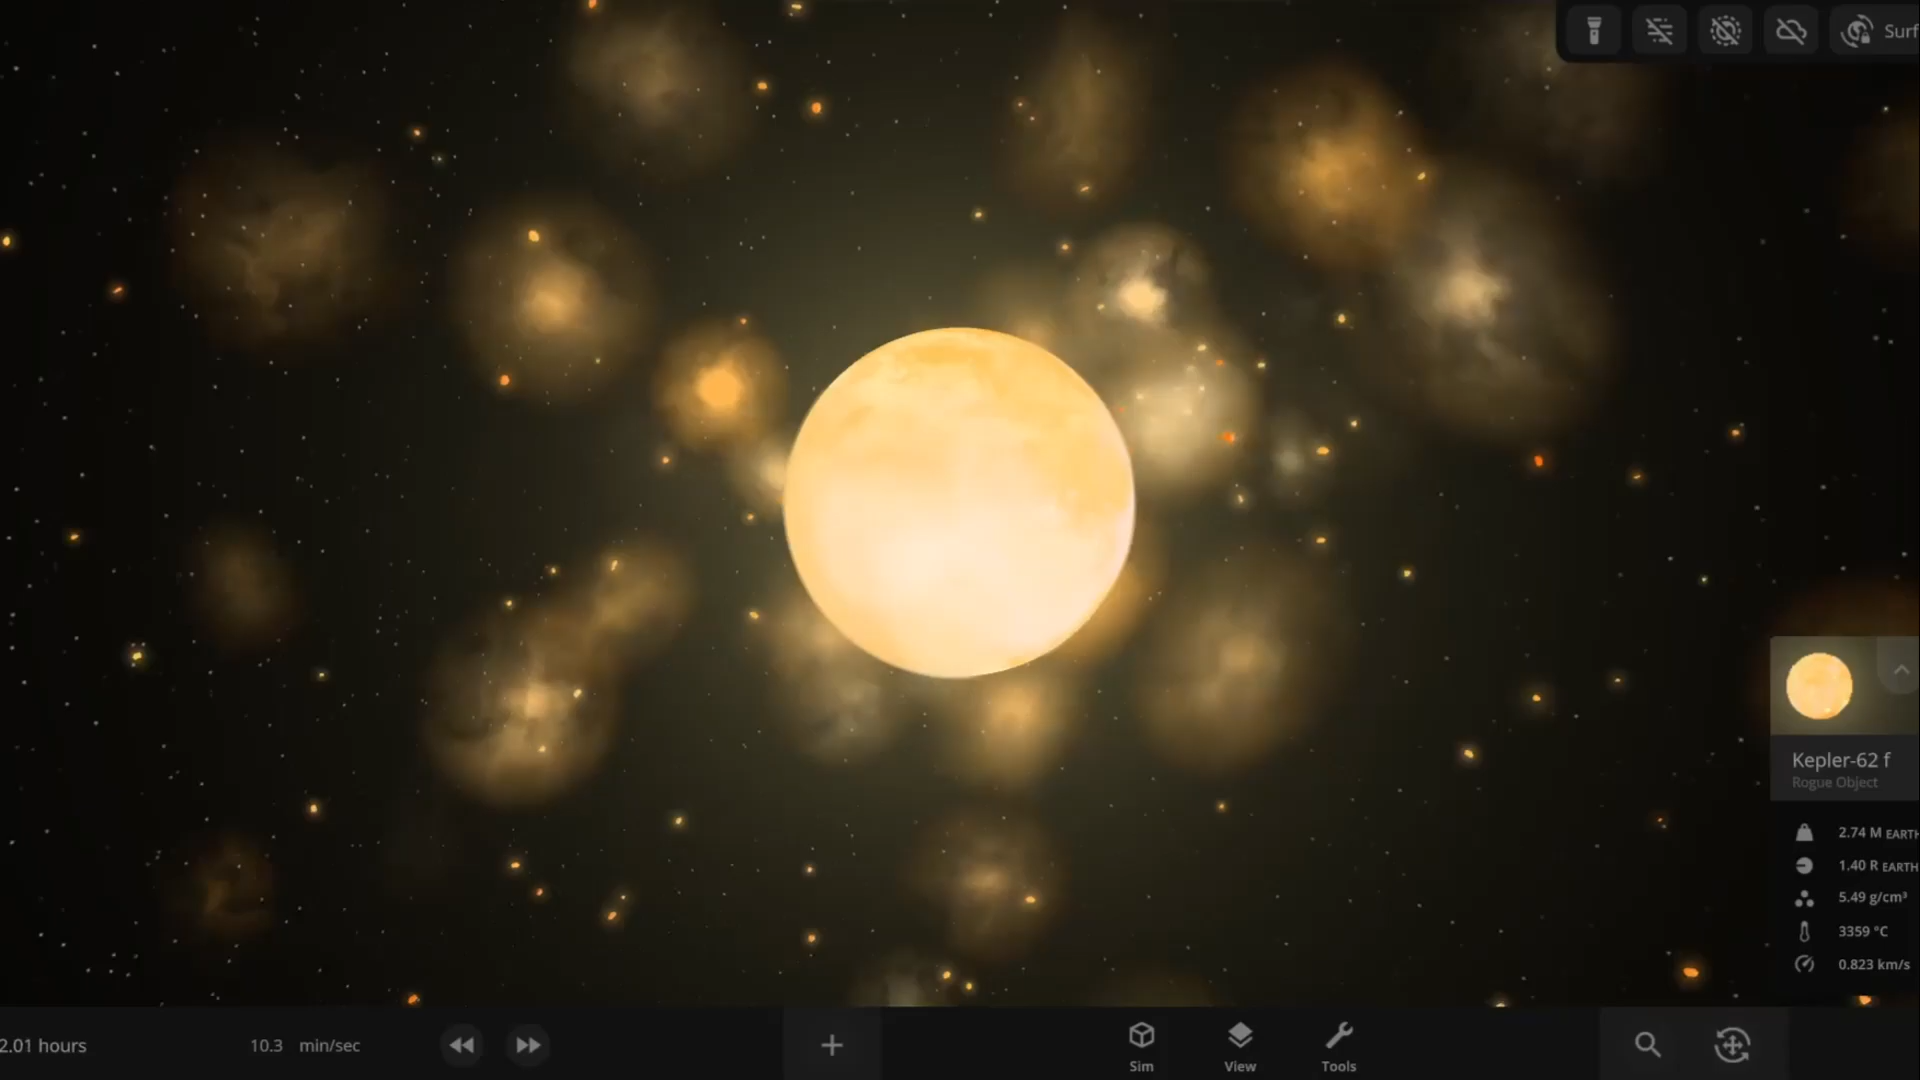 Surf
Kepler-62 f
Rogue Object
2.74 M EARTH
1.40 R EARTH
5.49 g/cm³
3359 °C
0.823 km/s
2.01 hours
10.3 min/sec
Sim
View
Tools